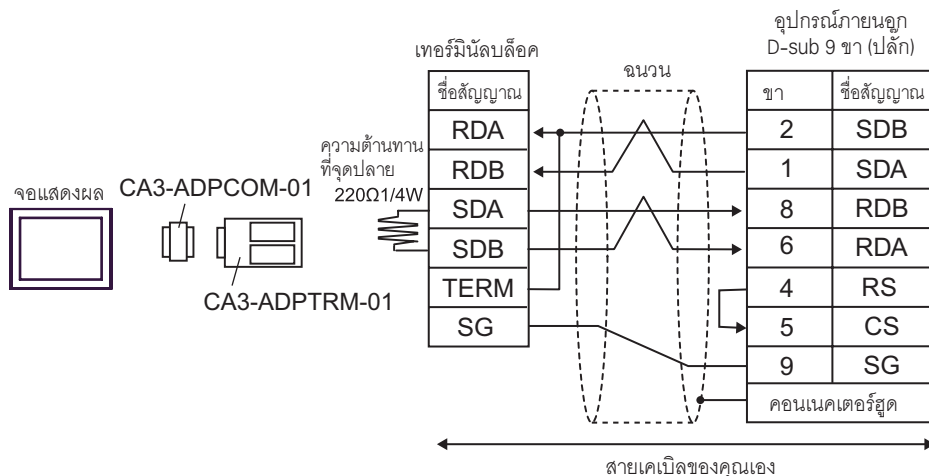 อุปกรณ์ภายนอก
D-sub 9 ขา (ปลั๊ก)
เทอร์มินัลบล็อค
ฉนวน
ชื่อสัญญาณ
ขา ชื่อสัญญาณ
RDA
2 SDB
ความต้านทาน
ที่จุดปลาย
220Ω1/4W
RDB
1 SDA
จอแสดงผล
CA3-ADPCOM-01
SDA
8 RDB
SDB
6 RDA
CA3-ADPTRM-01
TERM
4 RS
SG
5 CS
9 SG
คอนเนคเตอร์ฮูด
สายเคเบิลของคุณเอง